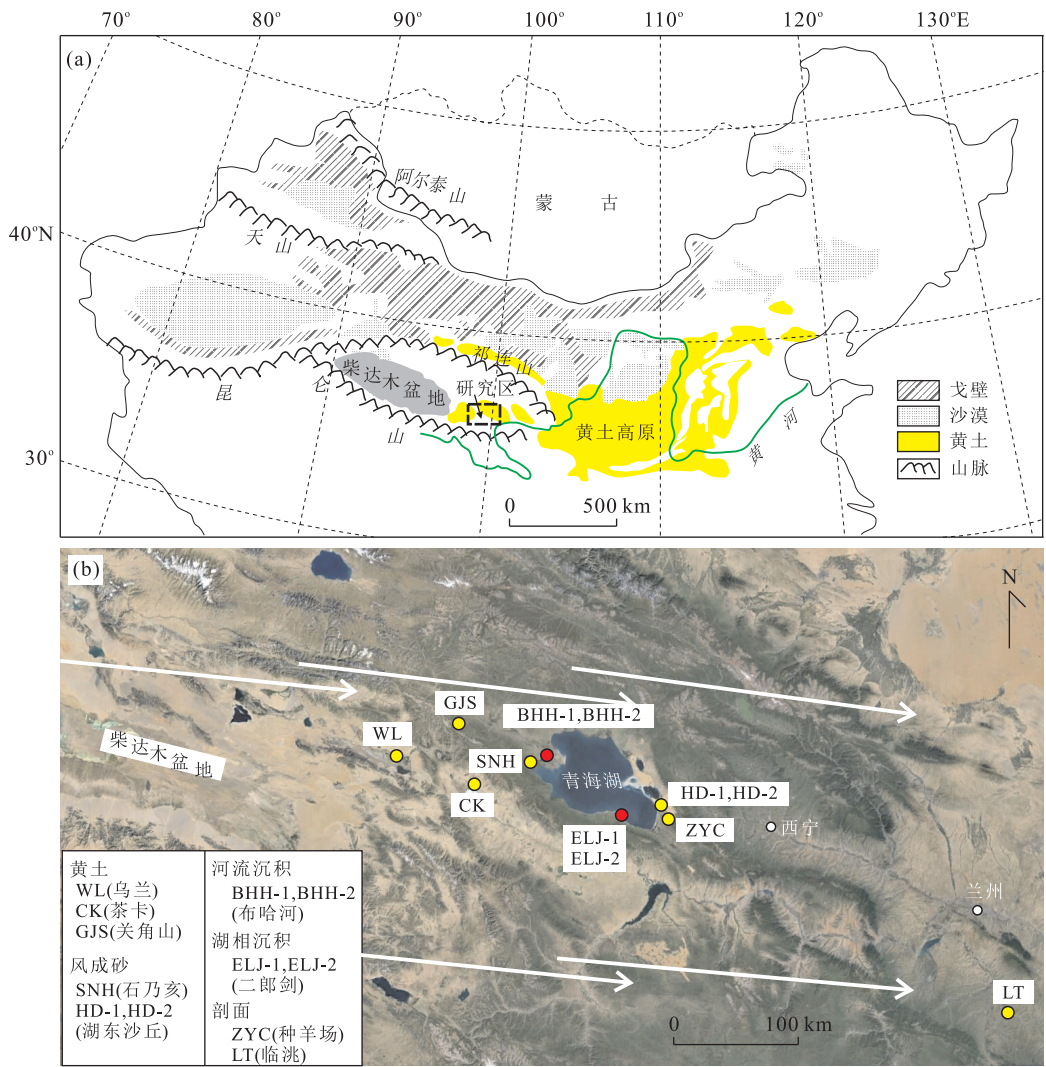 70°
80°
90°
100°
110°
120°
130°E
(a)
40°N
30°
阿尔泰山
蒙 古
天山
祁连山
柴达木盆地
研究区
昆仑山
黄土高原
黄河
戈壁
沙漠
黄土
山脉
0 500 km
(b)
N
GJS
BHH-1,BHH-2
WL
SNH
青海湖
柴达木盆地
CK
HD-1,HD-2
ZYC
西宁
ELJ-1
ELJ-2
兰州
LT
0 100 km
黄土
WL(乌兰)
CK(茶卡)
GJS(关角山)
风成砂
SNH(石乃亥)
HD-1,HD-2
(湖东沙丘)
河流沉积
BHH-1,BHH-2
(布哈河)
湖相沉积
ELJ-1,ELJ-2
(二郎剑)
剖面
ZYC(种羊场)
LT(临洮)